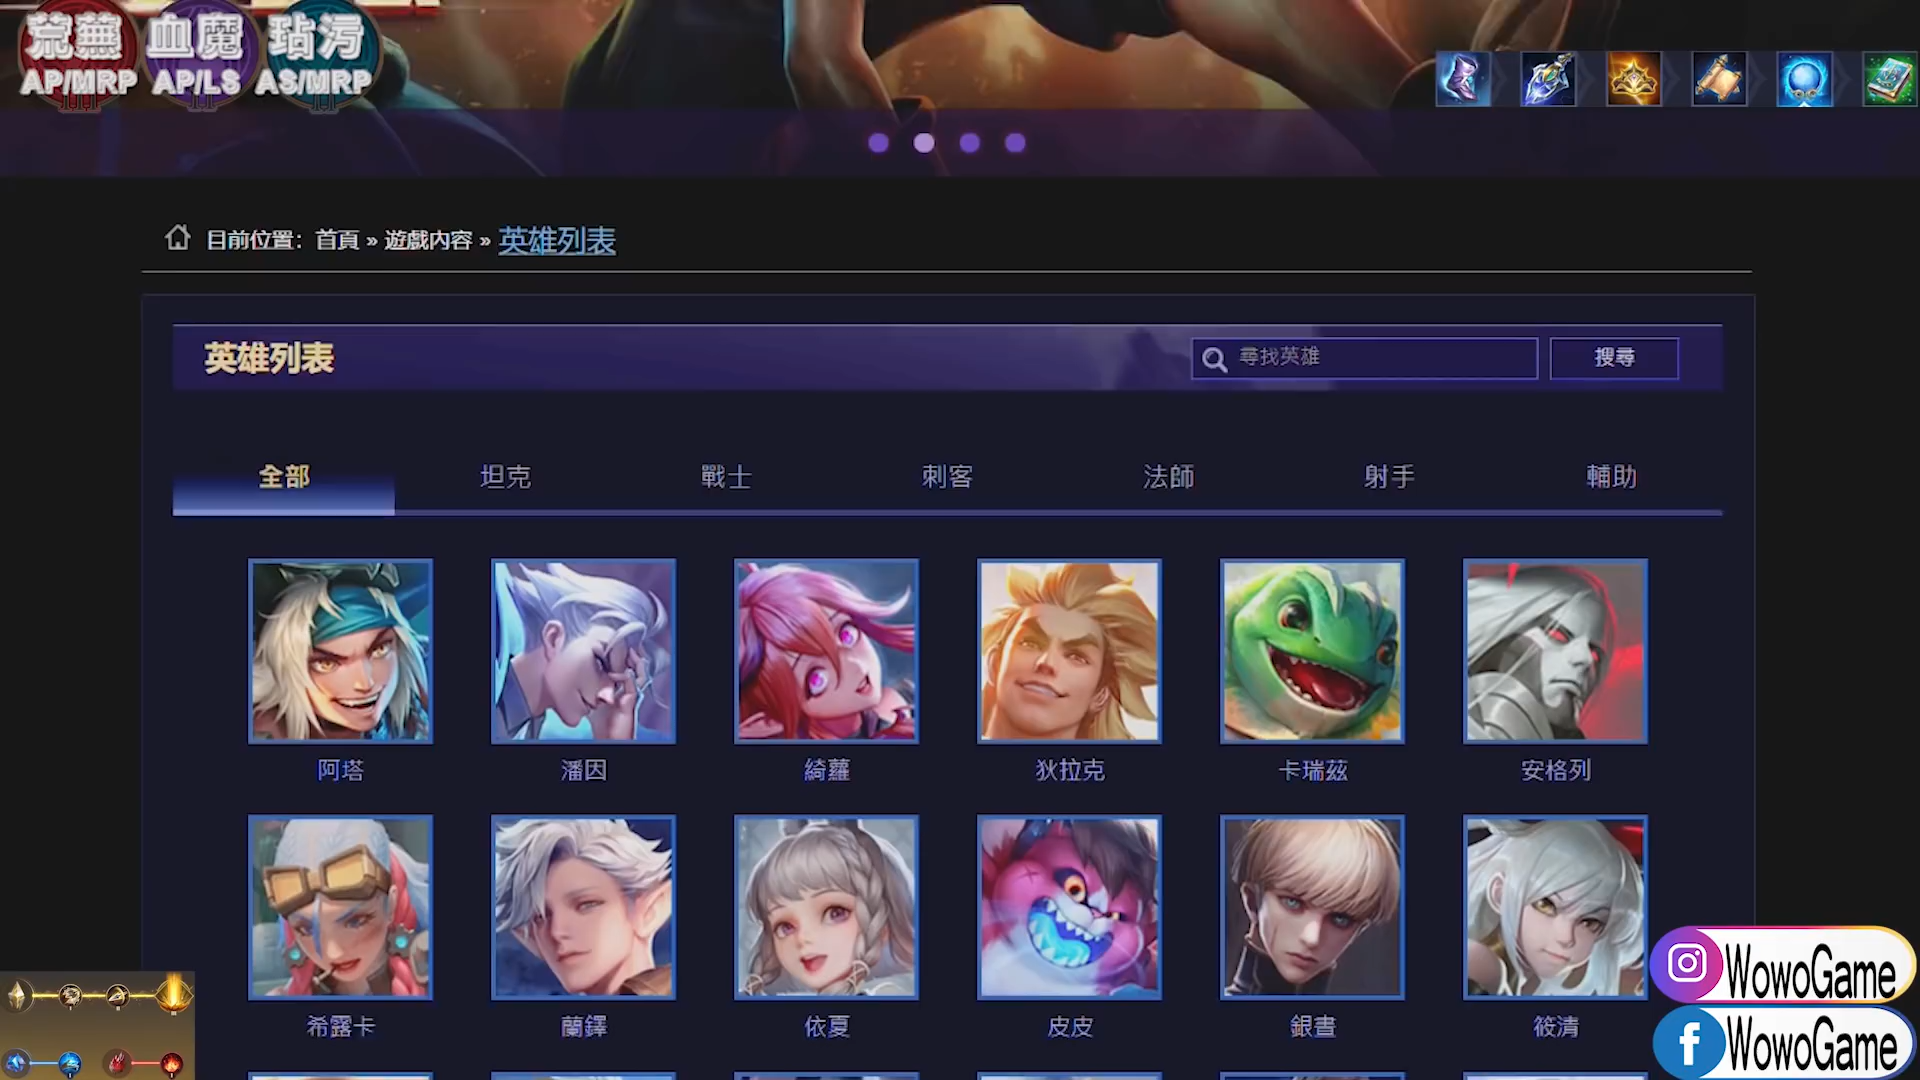 荒蕪 血魔 玷污
AP/MRP AP/LS AS/MRP
目前位置: 首頁 » 遊戲內容 » 英雄列表
英雄列表
尋找英雄
搜尋
全部 坦克 戰士 刺客 法師 射手 輔助
阿塔 潘因 綺蘿 狄拉克 卡瑞茲 安格列
希露卡 蘭鐸 依夏 皮皮 銀晝 筱清
WowoGame
WowoGame